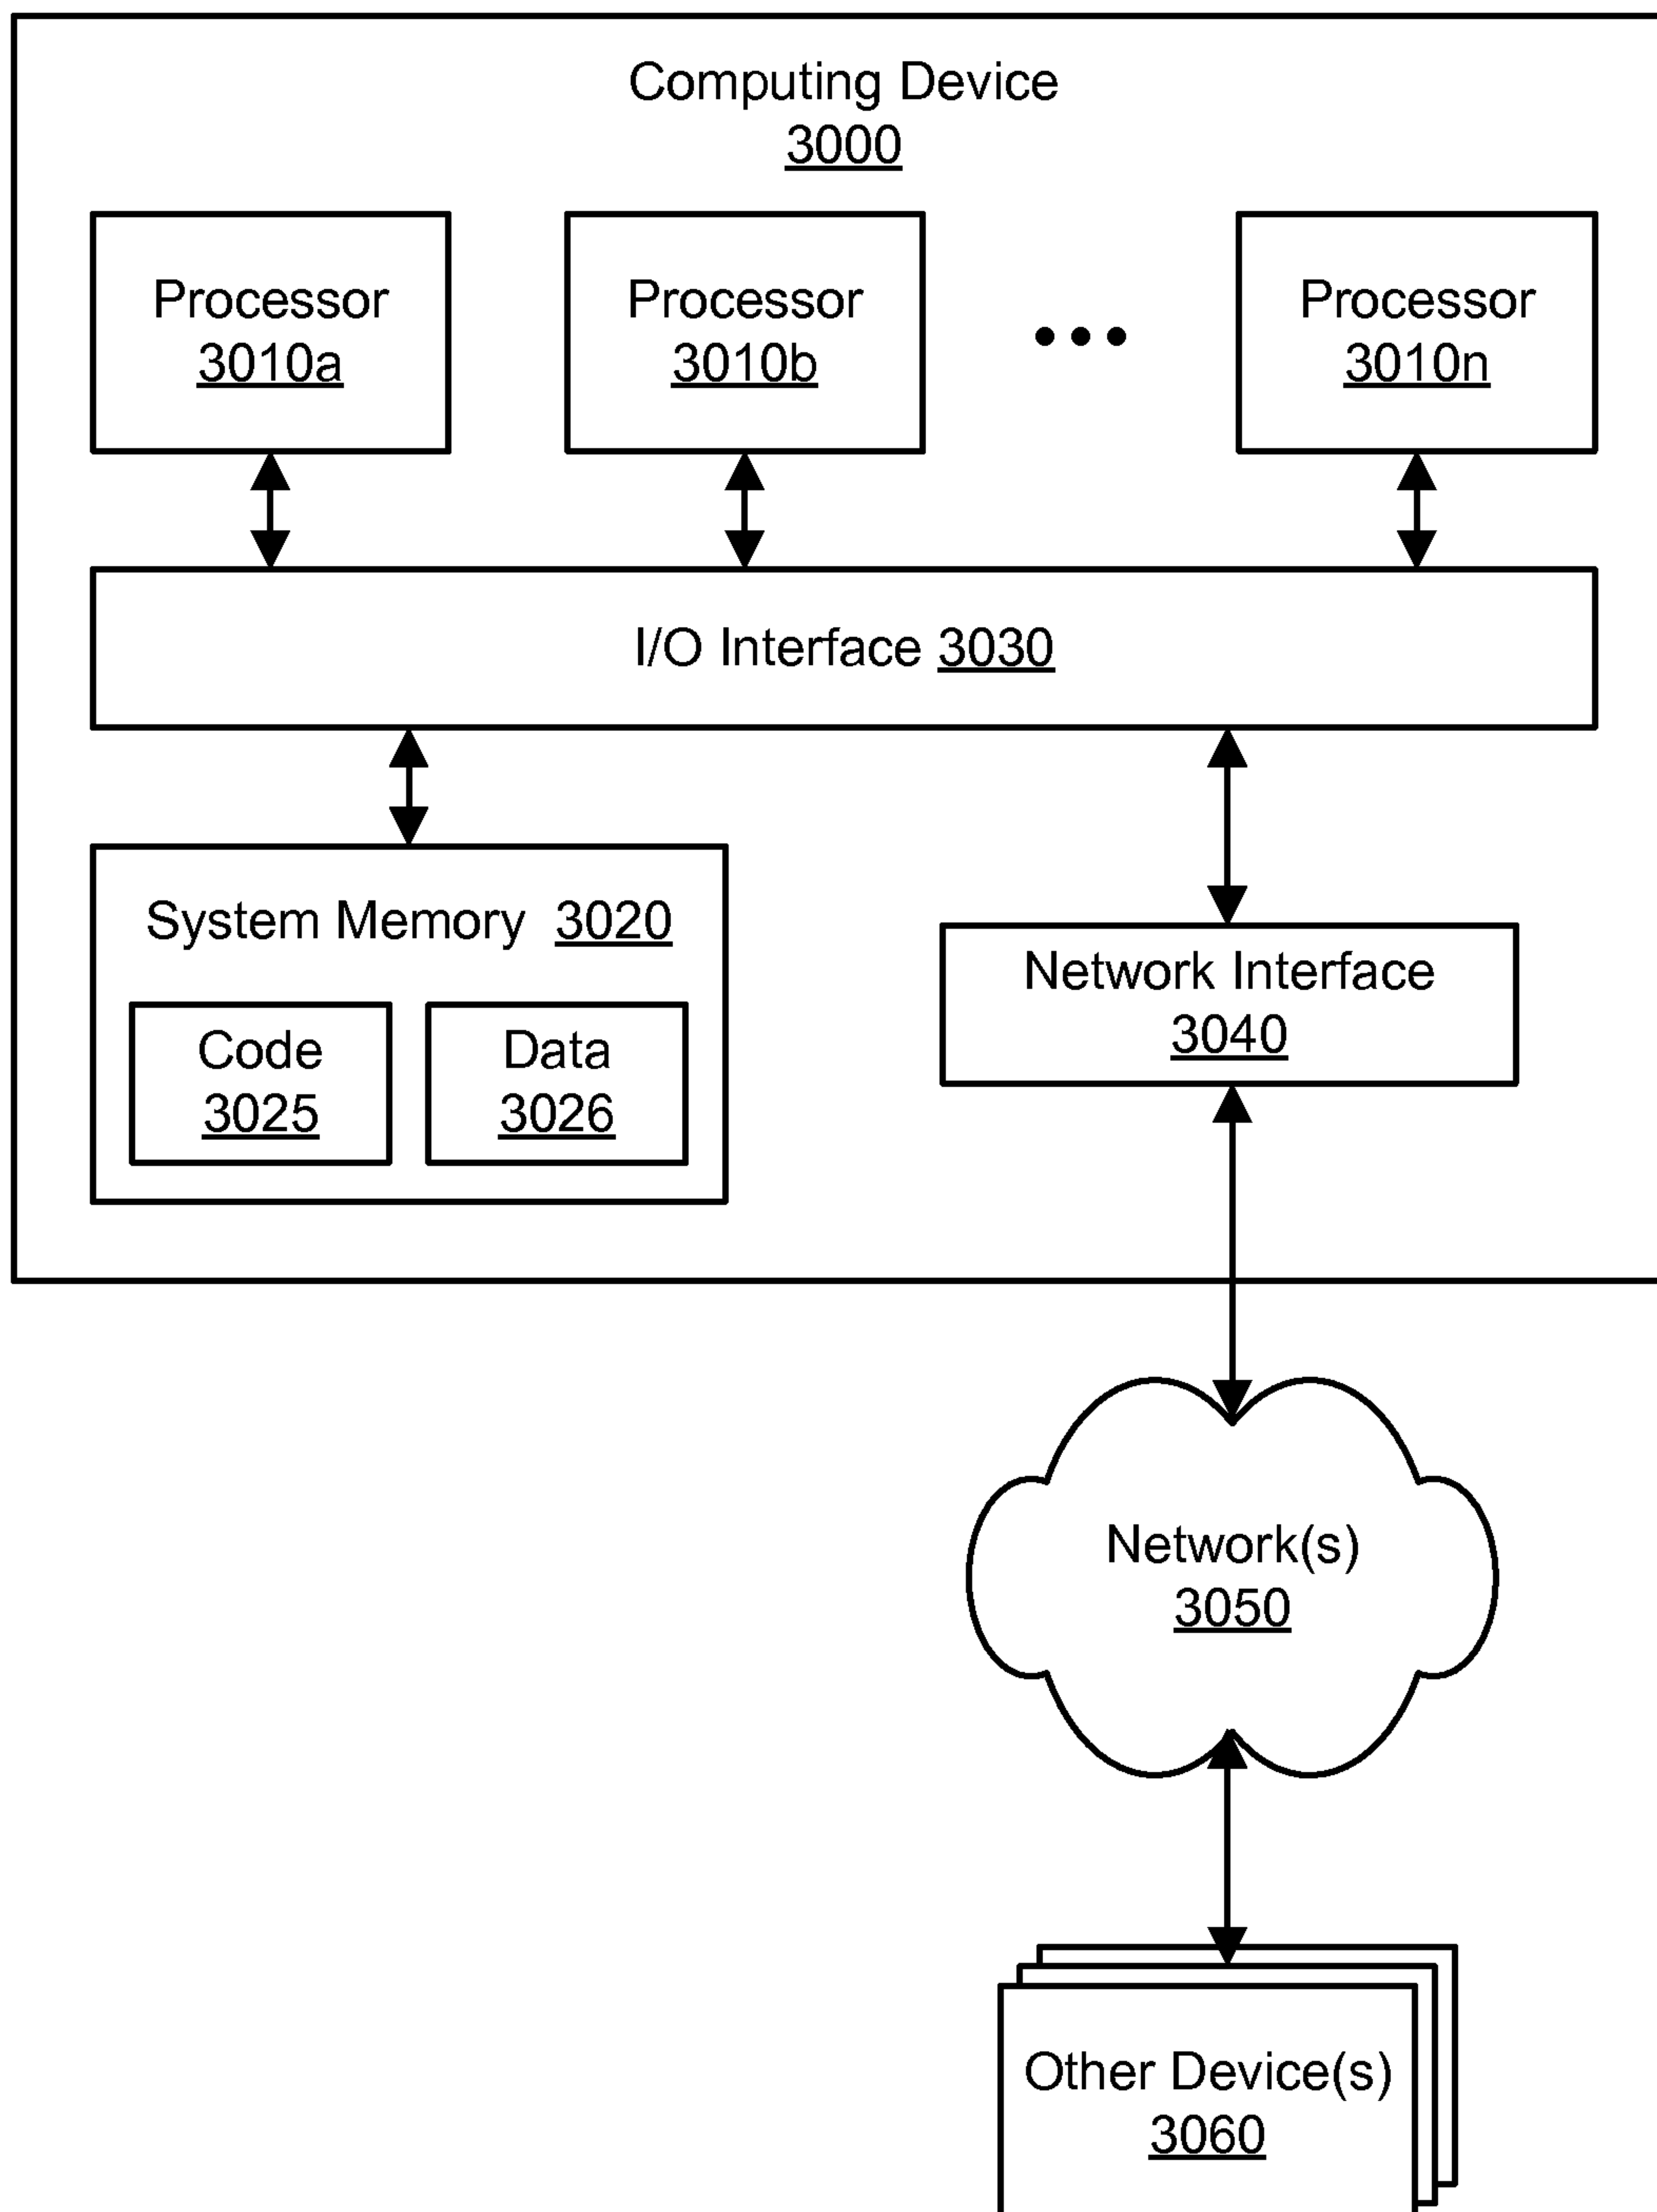 Computing Device
3000
Processor
3010a
Processor
3010b
Processor
3010n
I/O Interface 3030
System Memory 3020
Code
3025
Data
3026
Network Interface
3040
Network(s)
3050
Other Device(s)
3060